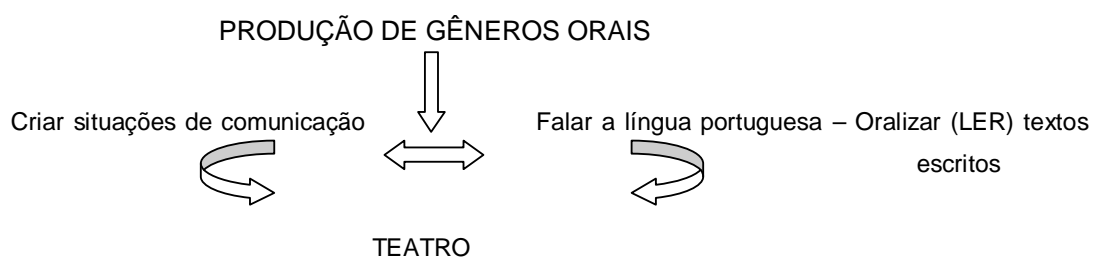 PRODUÇÃO DE GÊNEROS ORAIS
Criar situações de comunicação
Falar a língua portuguesa – Oralizar (LER) textos
escritos
TEATRO